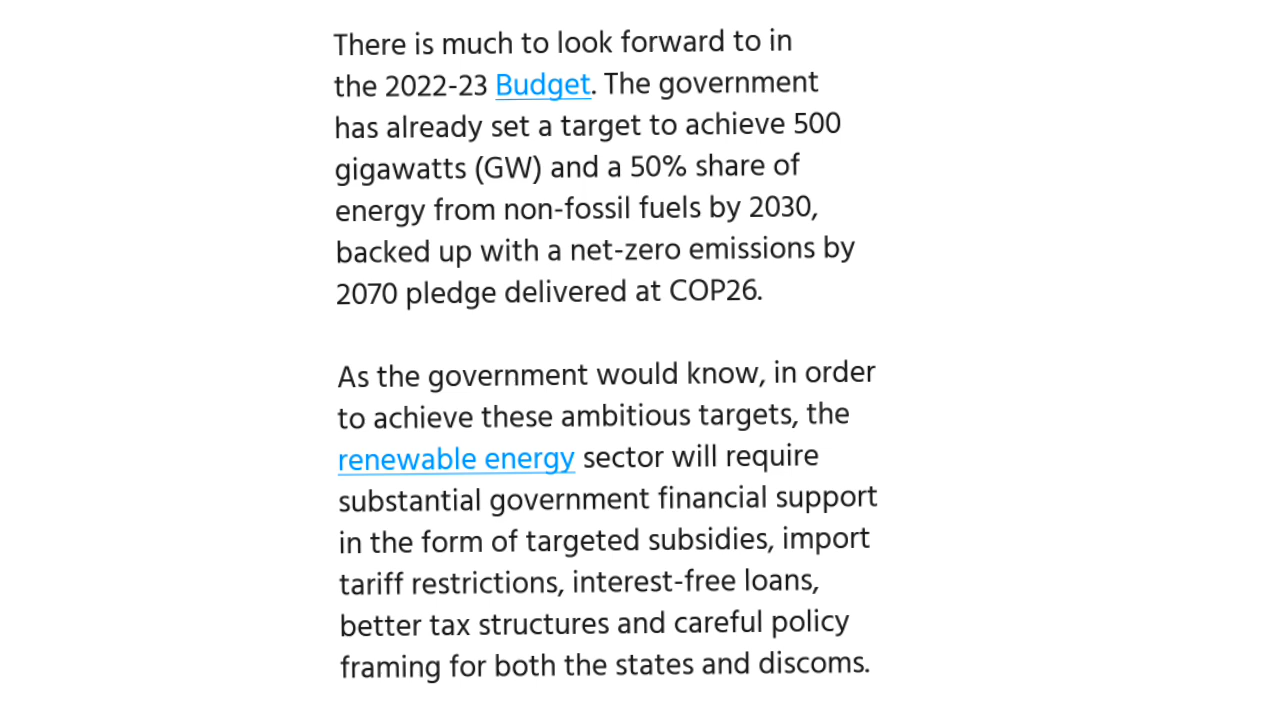 There is much to look forward to in
the 2022-23 Budget. The government
has already set a target to achieve 500
gigawatts (GW) and a 50% share of
energy from non-fossil fuels by 2030,
backed up with a net-zero emissions by
2070 pledge delivered at COP26.
As the government would know, in order
to achieve these ambitious targets, the
renewable energy sector will require
substantial government financial support
in the form of targeted subsidies, import
tariff restrictions, interest-free loans,
better tax structures and careful policy
framing for both the states and discoms.